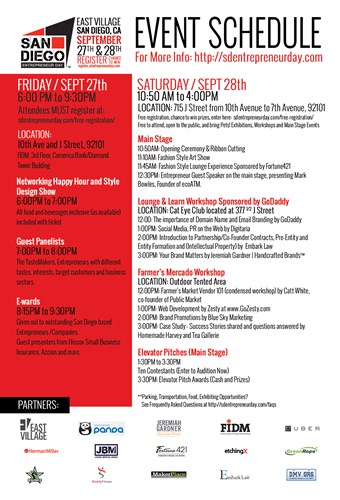 SAN
DIEGO
ENTREPRENEUR DAY
EAST VILLAGE
SAN DIEGO, CA
SEPTEMBER
27TH & 28TH
REGISTER
EVENT SCHEDULE
For More Info: http://sdentrepreneurday.com
FRIDAY / SEPT 27th
6:00 PM to 9:30PM
Attendees MUST register at:
sdentrepreneurday.com/free-registration/
LOCATION:
10th Ave and J Street, 92101
FIDM, 3rd Floor, Comerica Bank/Diamond
Tower Building
Networking Happy Hour and Style
Design Show
6:00PM to 7:00PM
All food and beverages inclusive (as available)
included with ticket
Guest Panelists
7:00PM to 8:00PM
The TasteMakers, Entrepreneurs with different
tastes, interests, target customers and business
sectors.
E-wards
8:15PM to 9:30PM
Given out to outstanding San Diego based
Entrepreneurs /Companies.
Guest presenters from Hiscox Small Business
Insurance, Accion and more
SATURDAY / SEPT 28th
10:50 AM to 4:00PM
LOCATION: 715 J Street from 10th Avenue to 7th Avenue, 92101
Free registration, chance to win prizes, enter here- sdentrepreneurday.com/free-registration/
Free to attend, open to the public, and bring Pets! Exhibitions, Workshops and Main Stage Events
Main Stage
10:50AM- Opening Ceremony & Ribbon Cutting
11:10AM- Fashion Style Art Show
11:45AM- Fashion Style Lounge Experience Sponsored by Fortune421
12:30PM- Entrepreneur Guest Speaker on the main stage, presenting Mark
Bowles, Founder of ecoATM.
Lounge & Learn Workshop Sponsored by GoDaddy
LOCATION: Cat Eye Club located at 377 1/2 J Street
12:00- The importance of Domain Name and Email Branding by GoDaddy
1:00PM- Social Media, PR on the Web by Digitaria
2:00PM- Introduction to Partnership/Co-Founder Contracts, Pre-Entity and
Entity Formation and (Intellectual Property) by Embark Law
3:00PM- Your Brand Matters by Jeremiah Gardner | Handcrafted Brands™
Farmer's Mercado Workshop
LOCATION: Outdoor Tented Area
12:00PM- Farmer's Market Vendor 101 (condensed workshop) by Catt White,
co-founder of Public Market
1:00PM- Web Development by Zesty at www.GoZesty.com
2:00PM- Brand Promotions by Blue Sky Marketing
3:00PM- Case Study - Success Stories shared and questions answered by
Homemade Harvey and Tea Gallerie
Elevator Pitches (Main Stage)
1:30PM to 3:30PM
Ten Contestants (Enter to Audition Now)
3:30PM- Elevator Pitch Awards (Cash and Prizes)
**Parking, Transportation, Food, Exhibiting Opportunities?
See Frequently Asked Questions at http://sdentrepreneurday.com/faqs
PARTNERS:
EAST
VILLAGE
PANDA
JEREMIAH
GARDNER
FIDM
UBER
HermanMiller
JBM
Fortune 421
etchingX
GreenRope
MarketPlace
Embark Law
DMV.ORG